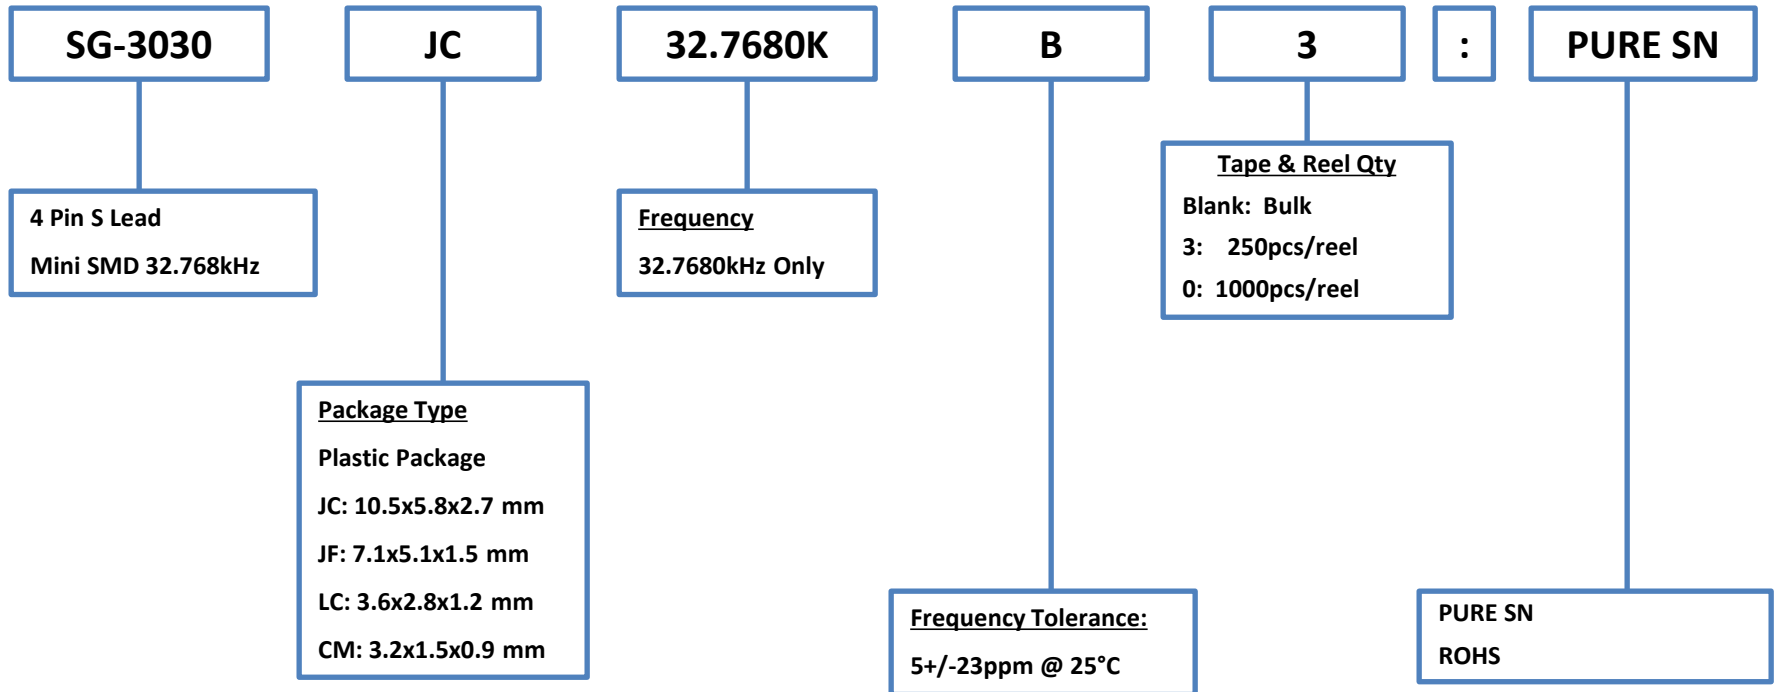 SG-3030
JC
32.7680K
B
3
:
PURE SN
4 Pin S Lead
Mini SMD 32.768kHz
Frequency
32.7680kHz Only
Tape & Reel Qty
Blank: Bulk
3: 250pcs/reel
0: 1000pcs/reel
Package Type
Plastic Package
JC: 10.5x5.8x2.7 mm
JF: 7.1x5.1x1.5 mm
LC: 3.6x2.8x1.2 mm
CM: 3.2x1.5x0.9 mm
Frequency Tolerance:
5+/-23ppm @ 25°C
PURE SN
ROHS